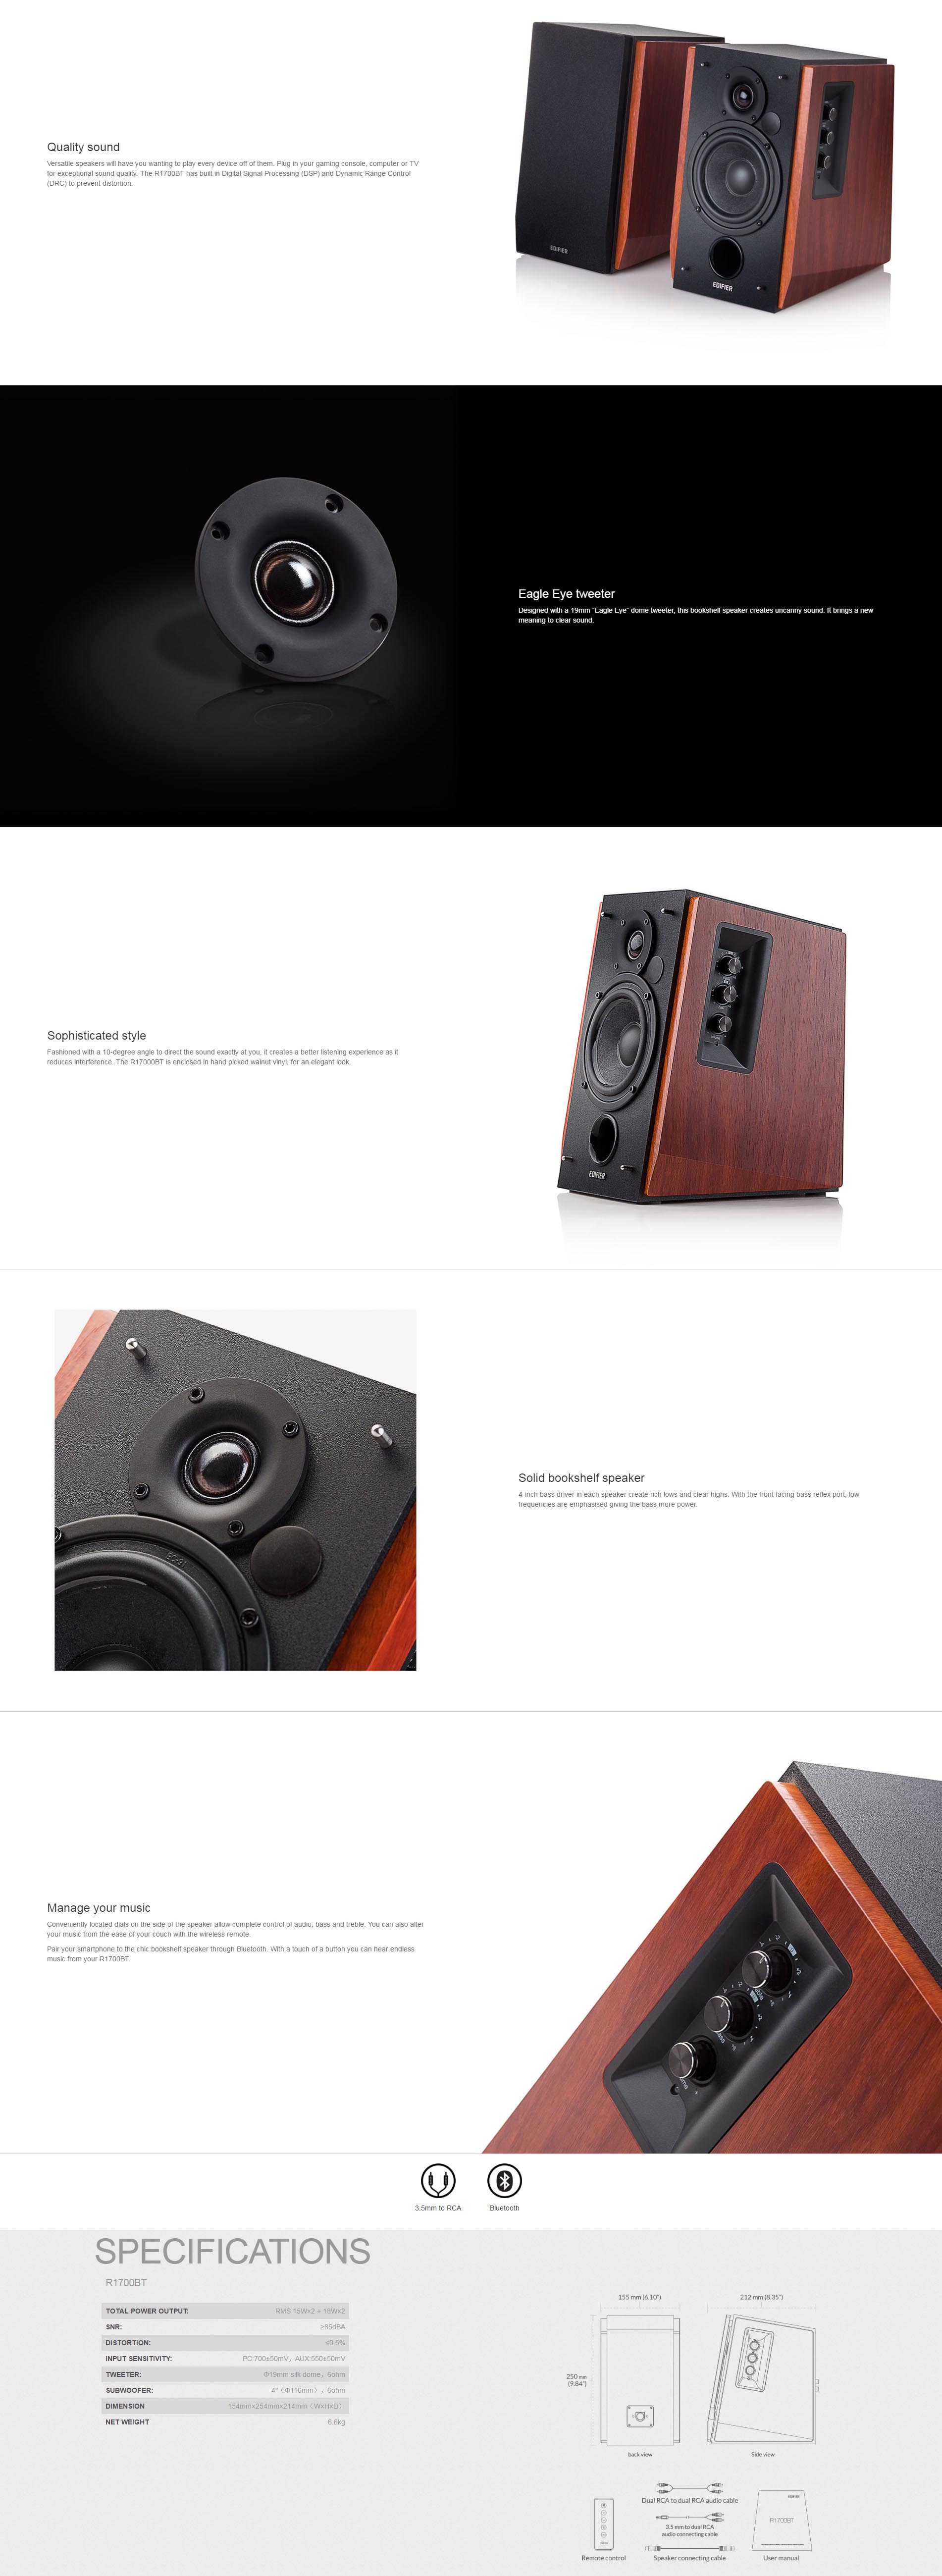 Quality sound
Versatile speakers will have you wanting to play every device off of them. Plug in your gaming console, computer or TV
for exceptional sound quality. The R1700BT has built in Digital Signal Processing (DSP) and Dynamic Range Control
(DRC) to prevent distortion.
EDIFIER
EDIFIER
Eagle Eye tweeter
Designed with a 19mm "Eagle Eye" dome tweeter, this bookshelf speaker creates uncanny sound. It brings a new
meaning to clear sound.
Sophisticated style
Fashioned with a 10-degree angle to direct the sound exactly at you, it creates a better listening experience as it
reduces interference. The R17000BT is enclosed in hand picked walnut vinyl, for an elegant look.
EDIFIER
Solid bookshelf speaker
4-inch bass driver in each speaker create rich lows and clear highs. With the front facing bass reflex port, low
frequencies are emphasised giving the bass more power.
Manage your music
Conveniently located dials on the side of the speaker allow complete control of audio, bass and treble. You can also alter
your music from the ease of your couch with the wireless remote.
Pair your smartphone to the chic bookshelf speaker through Bluetooth. With a touch of a button you can hear endless
music from your R1700BT.
3.5mm to RCA
Bluetooth
SPECIFICATIONS
R1700BT
TOTAL POWER OUTPUT: RMS 15W×2 + 18W×2
SNR: ≥85dBA
DISTORTION: ≤0.5%
INPUT SENSITIVITY: PC:700±50mV, AUX:550±50mV
TWEETER: Φ19mm silk dome, 6ohm
SUBWOOFER: 4" (Φ116mm), 6ohm
DIMENSION 154mm×254mm×214mm (W×H×D)
NET WEIGHT 6.6kg
155 mm (6.10")
212 mm (8.35")
250 mm
(9.84")
back view
Side view
Dual RCA to dual RCA audio cable
3.5 mm to dual RCA
audio connecting cable
EDIFIER
R1700BT
Remote control
Speaker connecting cable
User manual